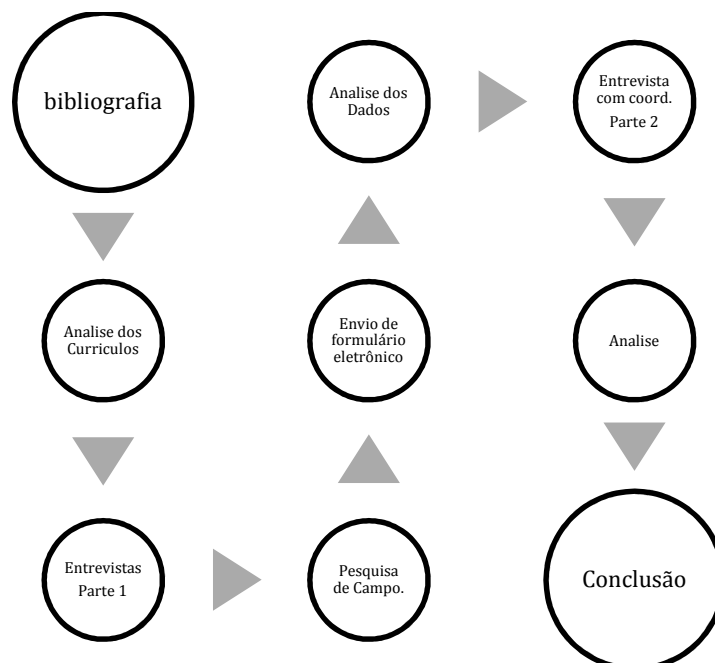 bibliografia
Analise dos
Curriculos
Entrevistas
Parte 1
Pesquisa
de Campo.
Envio de
formulário
eletrônico
Analise dos
Dados
Entrevista
com coord.
Parte 2
Analise
Conclusão